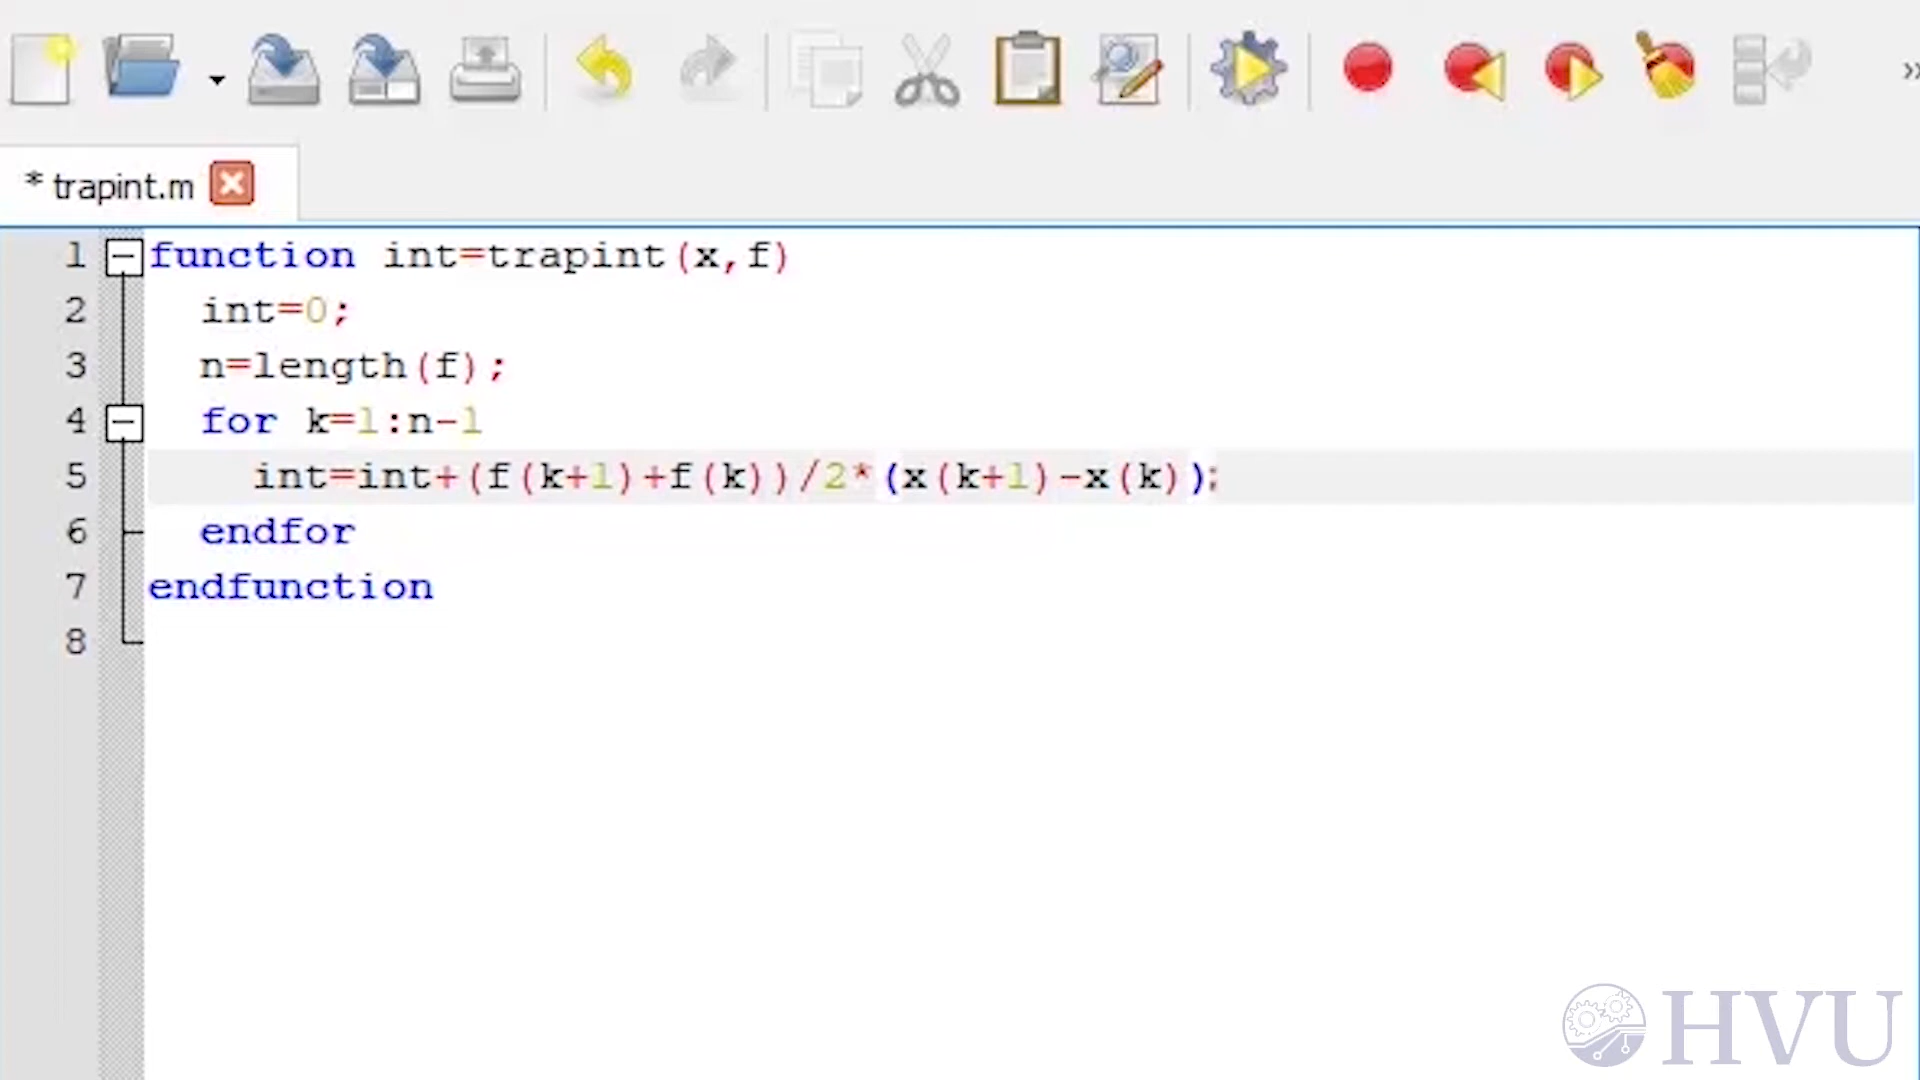 »
* trapint.m
1 function int=trapint(x,f)
2 int=0;
3 n=length(f);
4 for k=1:n-1
5 int=int+(f(k+1)+f(k))/2*(x(k+1)-x(k));
6 endfor
7 endfunction
8
HVU